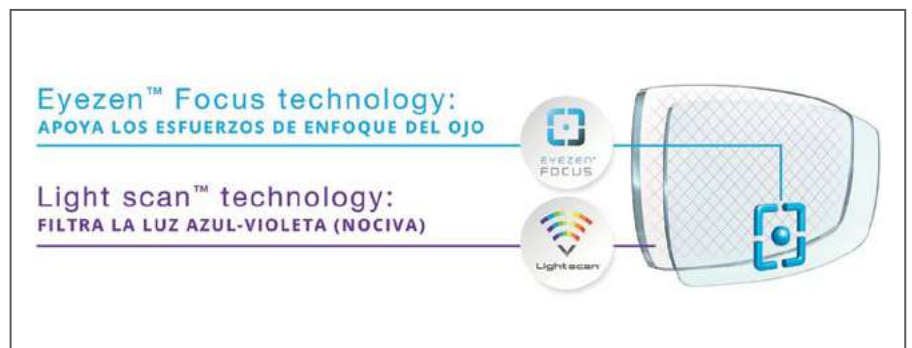 Eyezen™ Focus technology:
APOYA LOS ESFUERZOS DE ENFOQUE DEL OJO
EYEZEN™
FOCUS
Light scan™ technology:
FILTRA LA LUZ AZUL-VIOLETA (NOCIVA)
Lightscan